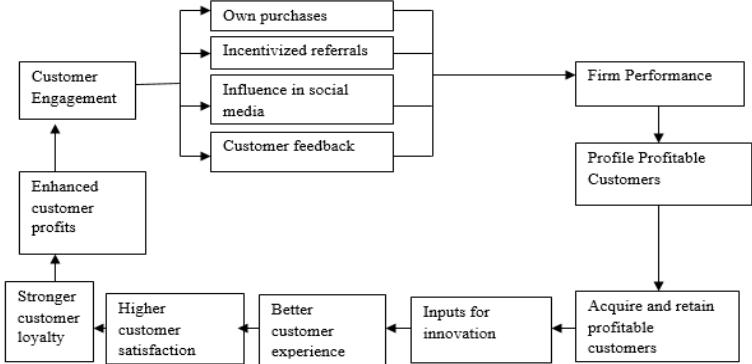 Own purchases
Incentivized referrals
Influence in social
media
Customer feedback
Customer
Engagement
Firm Performance
Profile Profitable
Customers
Enhanced
customer
profits
Stronger
customer
loyalty
Higher
customer
satisfaction
Better
customer
experience
Inputs for
innovation
Acquire and retain
profitable
customers